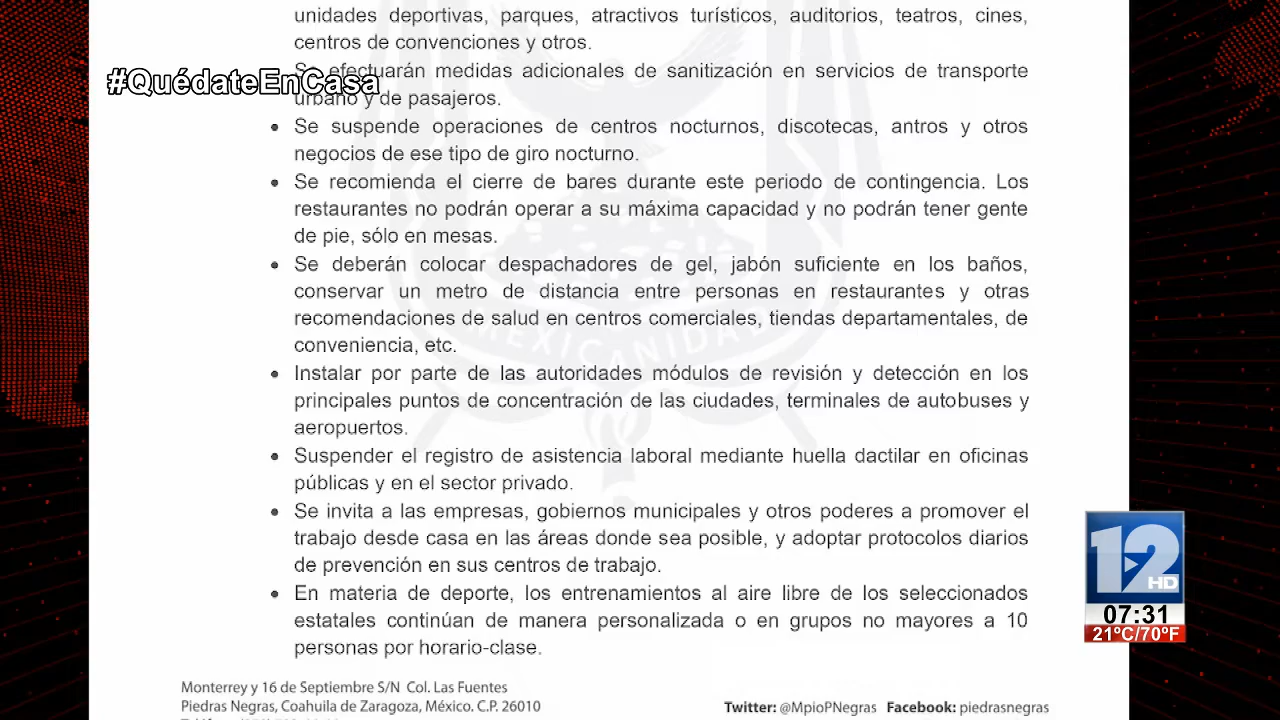 unidades deportivas, parques, atractivos turísticos, auditorios, teatros, cines,
centros de convenciones y otros.
Se efectuarán medidas adicionales de sanitización en servicios de transporte
#QuédateEnCasa
urbano y de pasajeros.
• Se suspende operaciones de centros nocturnos, discotecas, antros y otros
negocios de ese tipo de giro nocturno.
• Se recomienda el cierre de bares durante este periodo de contingencia. Los
restaurantes no podrán operar a su máxima capacidad y no podrán tener gente
de pie, sólo en mesas.
• Se deberán colocar despachadores de gel, jabón suficiente en los baños,
conservar un metro de distancia entre personas en restaurantes y otras
recomendaciones de salud en centros comerciales, tiendas departamentales, de
conveniencia, etc.
MEXICANIDAD
• Instalar por parte de las autoridades módulos de revisión y detección en los
principales puntos de concentración de las ciudades, terminales de autobuses y
aeropuertos.
• Suspender el registro de asistencia laboral mediante huella dactilar en oficinas
públicas y en el sector privado.
• Se invita a las empresas, gobiernos municipales y otros poderes a promover el
trabajo desde casa en las áreas donde sea posible, y adoptar protocolos diarios
de prevención en sus centros de trabajo.
• En materia de deporte, los entrenamientos al aire libre de los seleccionados
estatales continúan de manera personalizada o en grupos no mayores a 10
personas por horario-clase.
12
HD
07:31
21°C/70°F
Monterrey y 16 de Septiembre S/N Col. Las Fuentes
Piedras Negras, Coahuila de Zaragoza, México. C.P. 26010
Twitter: @MpioPNegras Facebook: piedrasnegras